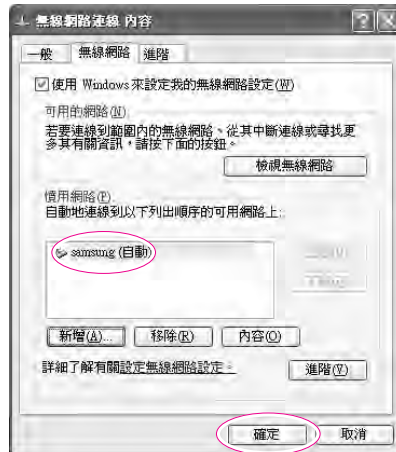 無線網路連線 內容
一般 無線網路 進階
使用 Windows 來設定我的無線網路設定(W)
可用的網路(N)
若要連線到範圍內的無線網路、從其中斷連線或尋找更
多其有關資訊，請按下面的按鈕。
檢視無線網路
慣用網路(P)
自動地連線到以下列出順序的可用網路上：
samsung (自動)
新增(A)... 移除(R) 內容(O)
詳細了解有關設定無線網路設定。
進階(V)
確定 取消